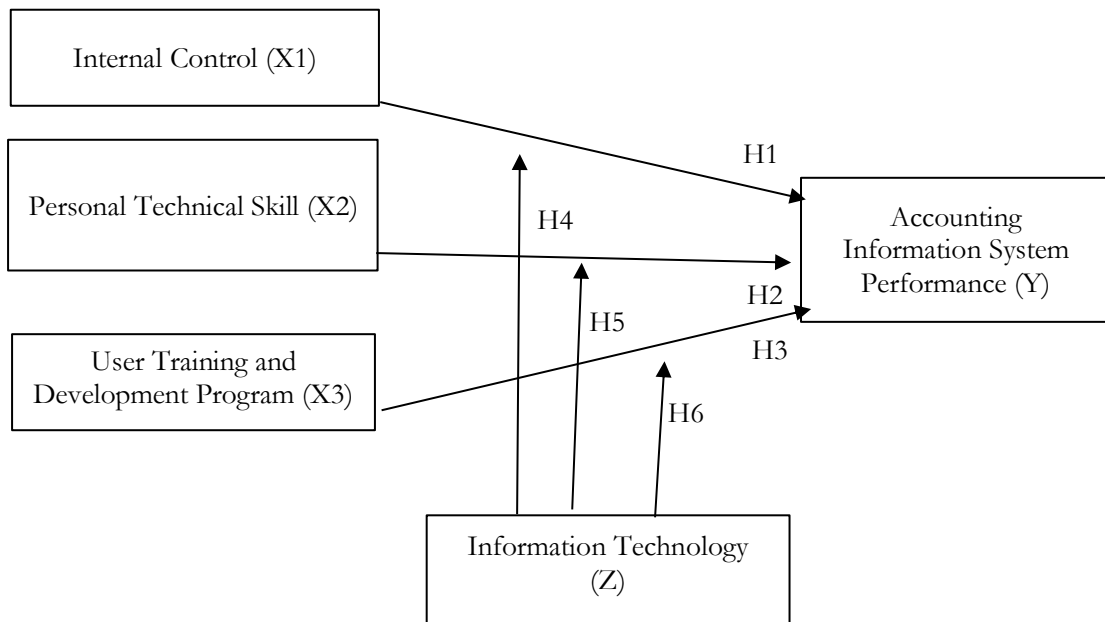 Internal Control (X1)
H1
Personal Technical Skill (X2)
Accounting
Information System
Performance (Y)
H4
H2
H5
H3
User Training and
Development Program (X3)
H6
Information Technology
(Z)